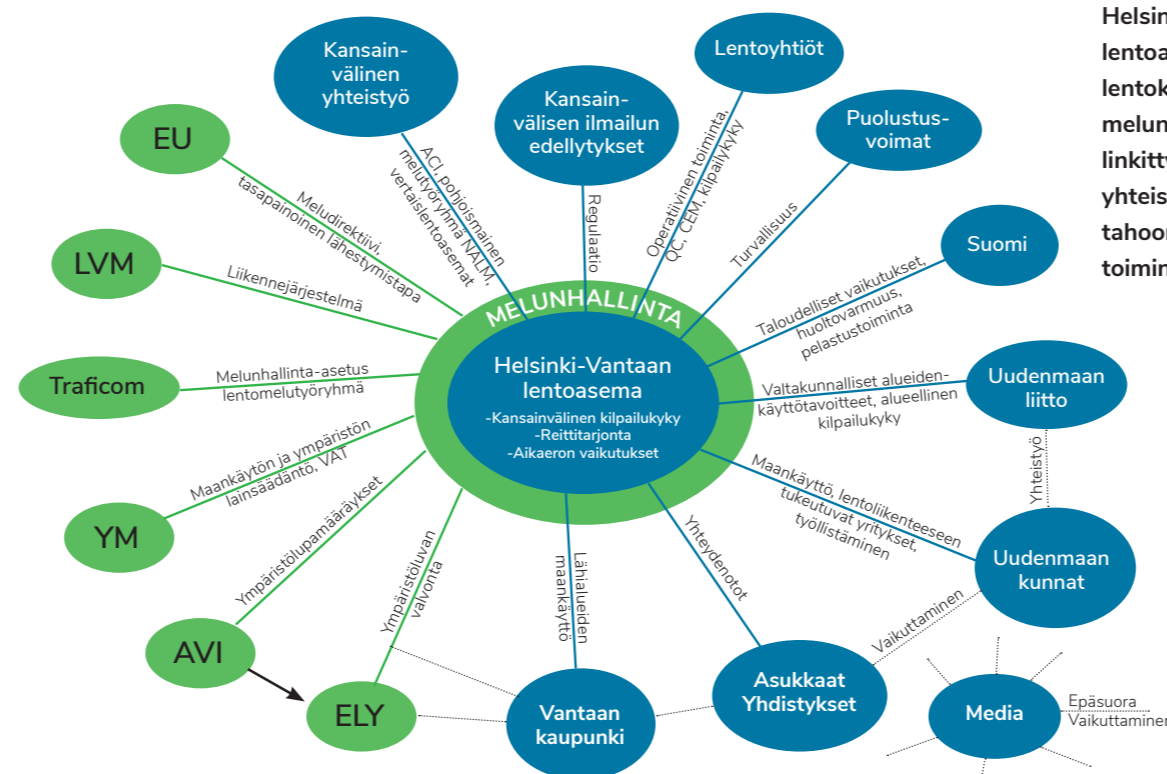 Kansain-
välinen
yhteistyö
Kansain-
välisen ilmailun
edellytykset
Lentoyhtiöt
Puolustus-
voimat
Suomi
Uudenmaan
liitto
Uudenmaan
kunnat
Media
Asukkaat
Yhdistykset
Vantaan
kaupunki
ELY
AVI
YM
Traficom
LVM
EU
MELUNHALLINTA
Helsinki-Vantaan
lentoasema
-Kansainvälinen kilpailukyky
-Reittitarjonta
-Aikaeron vaikutukset
Meludirektiivi,
tasapainoinen lähestymistapa
ACI, pohjoismainen
melutyöryhmä NALM,
vertaislentoasemat
Regulaatio
Operatiivinen toiminta,
QC, CEM, kilpailykyky
Turvallisuus
Taloudelliset vaikutukset,
huoltovarmuus,
pelastustoiminta
Valtakunnalliset alueiden-
käyttötavoitteet, alueellinen
kilpailukyky
Yhteistyö
Maankäyttö, lentoliikenteeseen
tukeutuvat yritykset,
työllistäminen
Vaikuttaminen
Epäsuora
Vaikuttaminen
Yhteydenotot
Lähialueiden
maankäyttö
Ympäristöluvan
valvonta
Ympäristölupamääräykset
Maankäytön ja ympäristön
lainsäädäntö, VAT
Melunhallinta-asetus
lentomelutyöryhmä
Liikennejärjestelmä
Helsin
lentoa
lentok
melun
linkitty
yhteis
tahoon
toimin